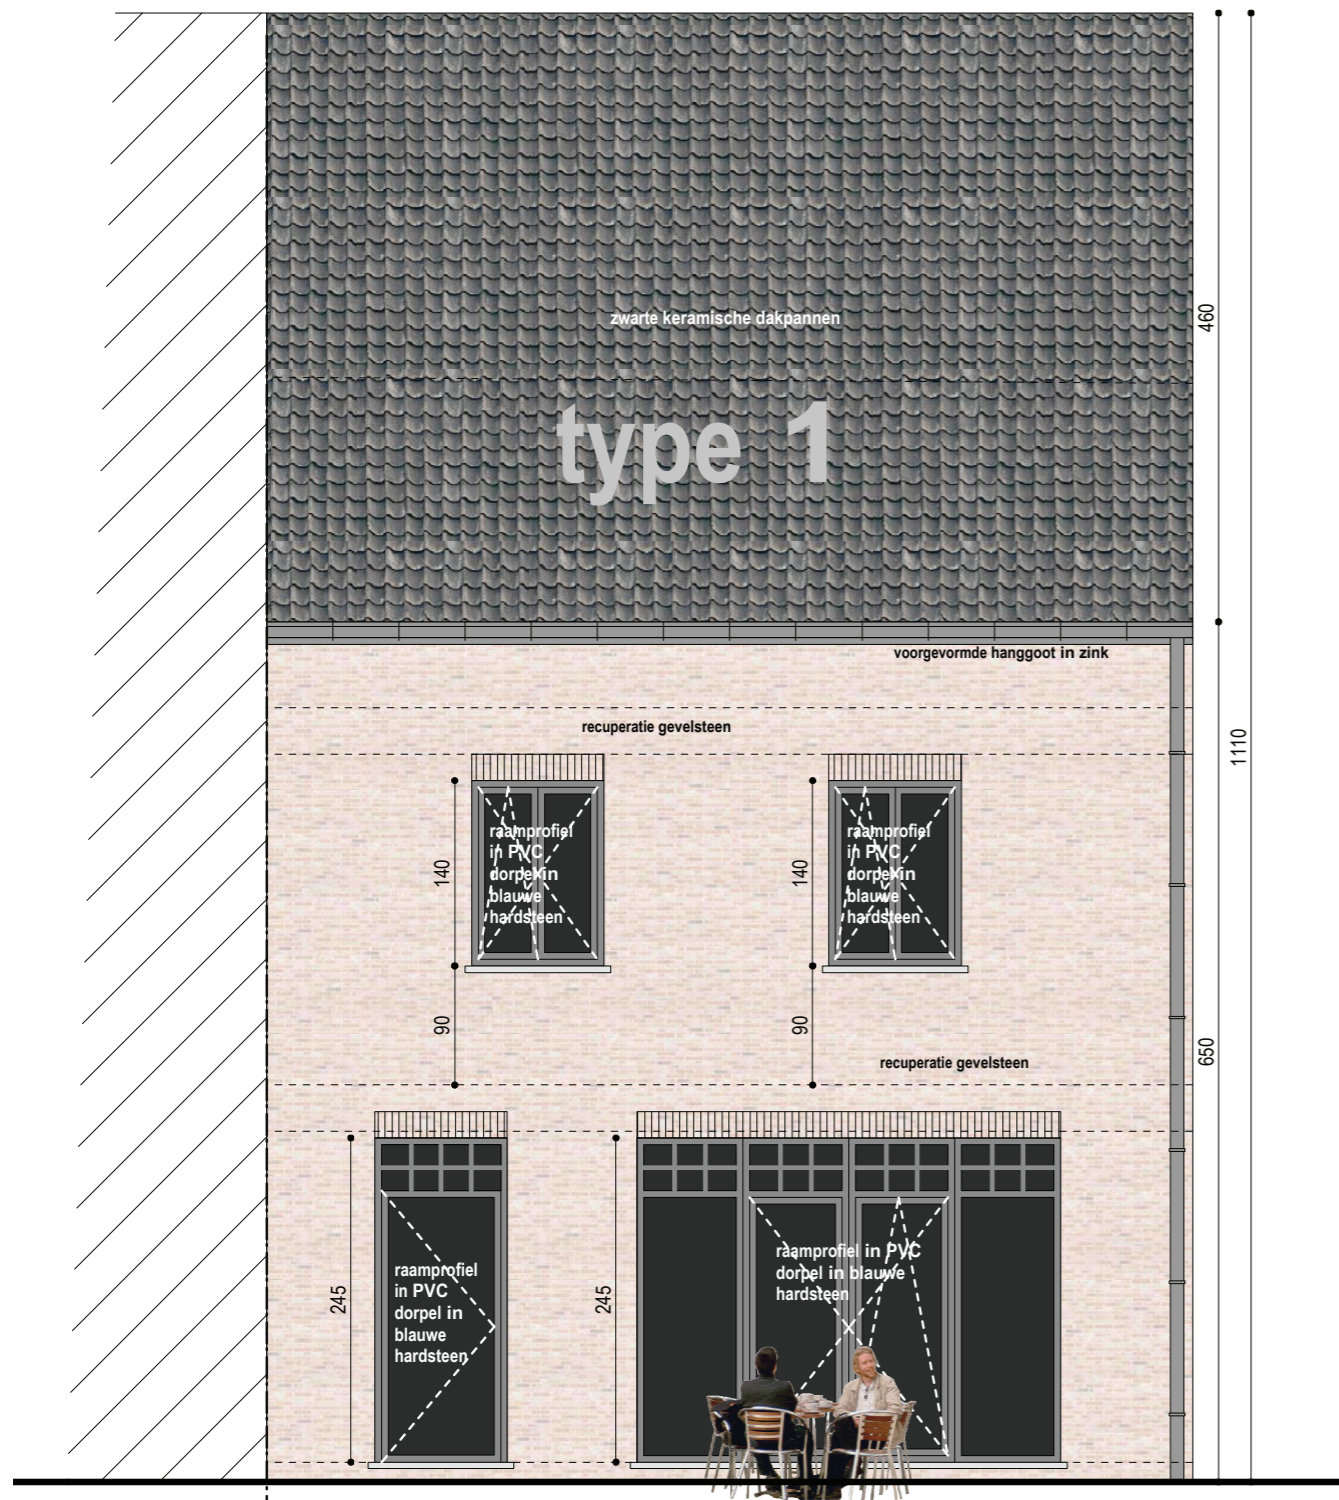 zwarte keramische dakpannen
460
type 1
voorgevormde hanggoot in zink
recuperatie gevelsteen
1110
raamprofiel
in PVC
dorpel in
blauwe
hardsteen
140
raamprofiel
in PVC
dorpel in
blauwe
hardsteen
140
90
90
650
recuperatie gevelsteen
245
raamprofiel
in PVC
dorpel in
blauwe
hardsteen
245
raamprofiel in PVC
dorpel in blauwe
hardsteen